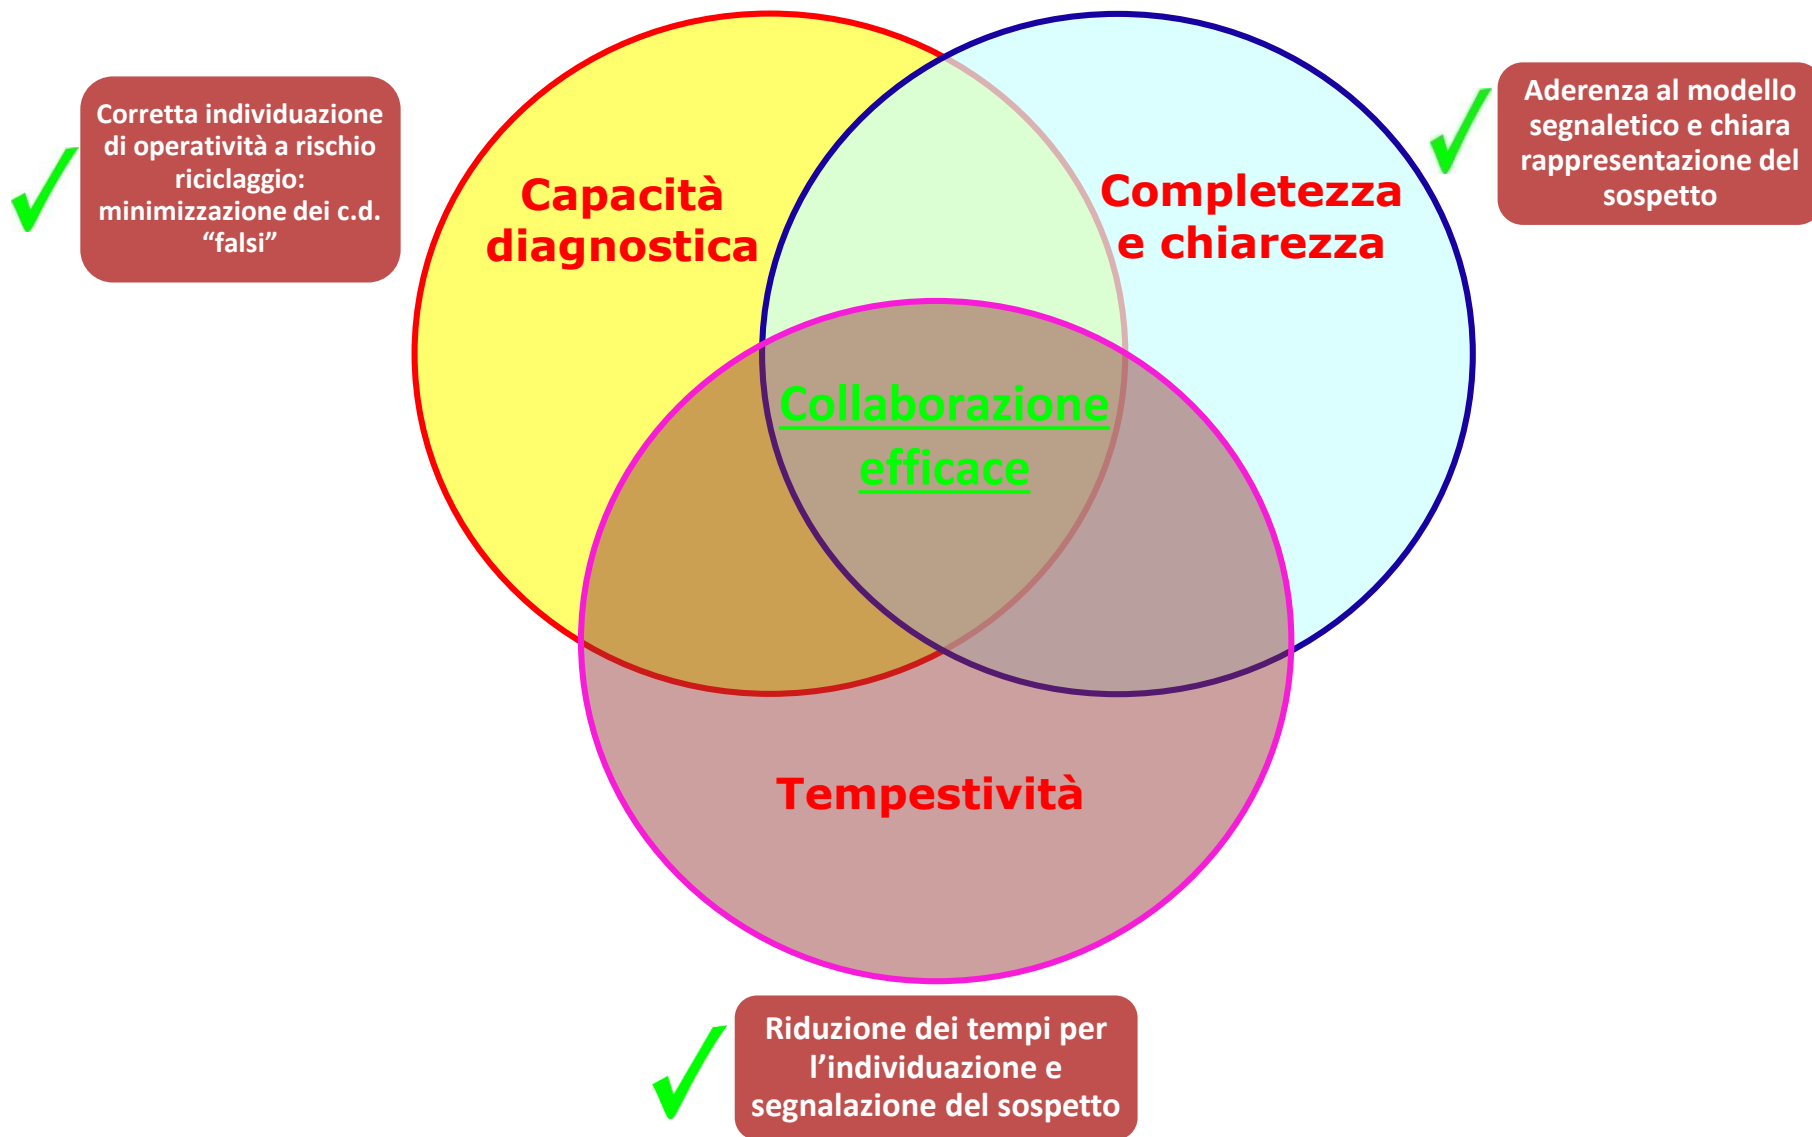 Corretta individuazione
di operatività a rischio
riciclaggio:
minimizzazione dei c.d.
“falsi”
Capacità
diagnostica
Completezza
e chiarezza
Aderenza al modello
segnaletico e chiara
rappresentazione del
sospetto
Collaborazione
efficace
Tempestività
Riduzione dei tempi per
l’individuazione e
segnalazione del sospetto